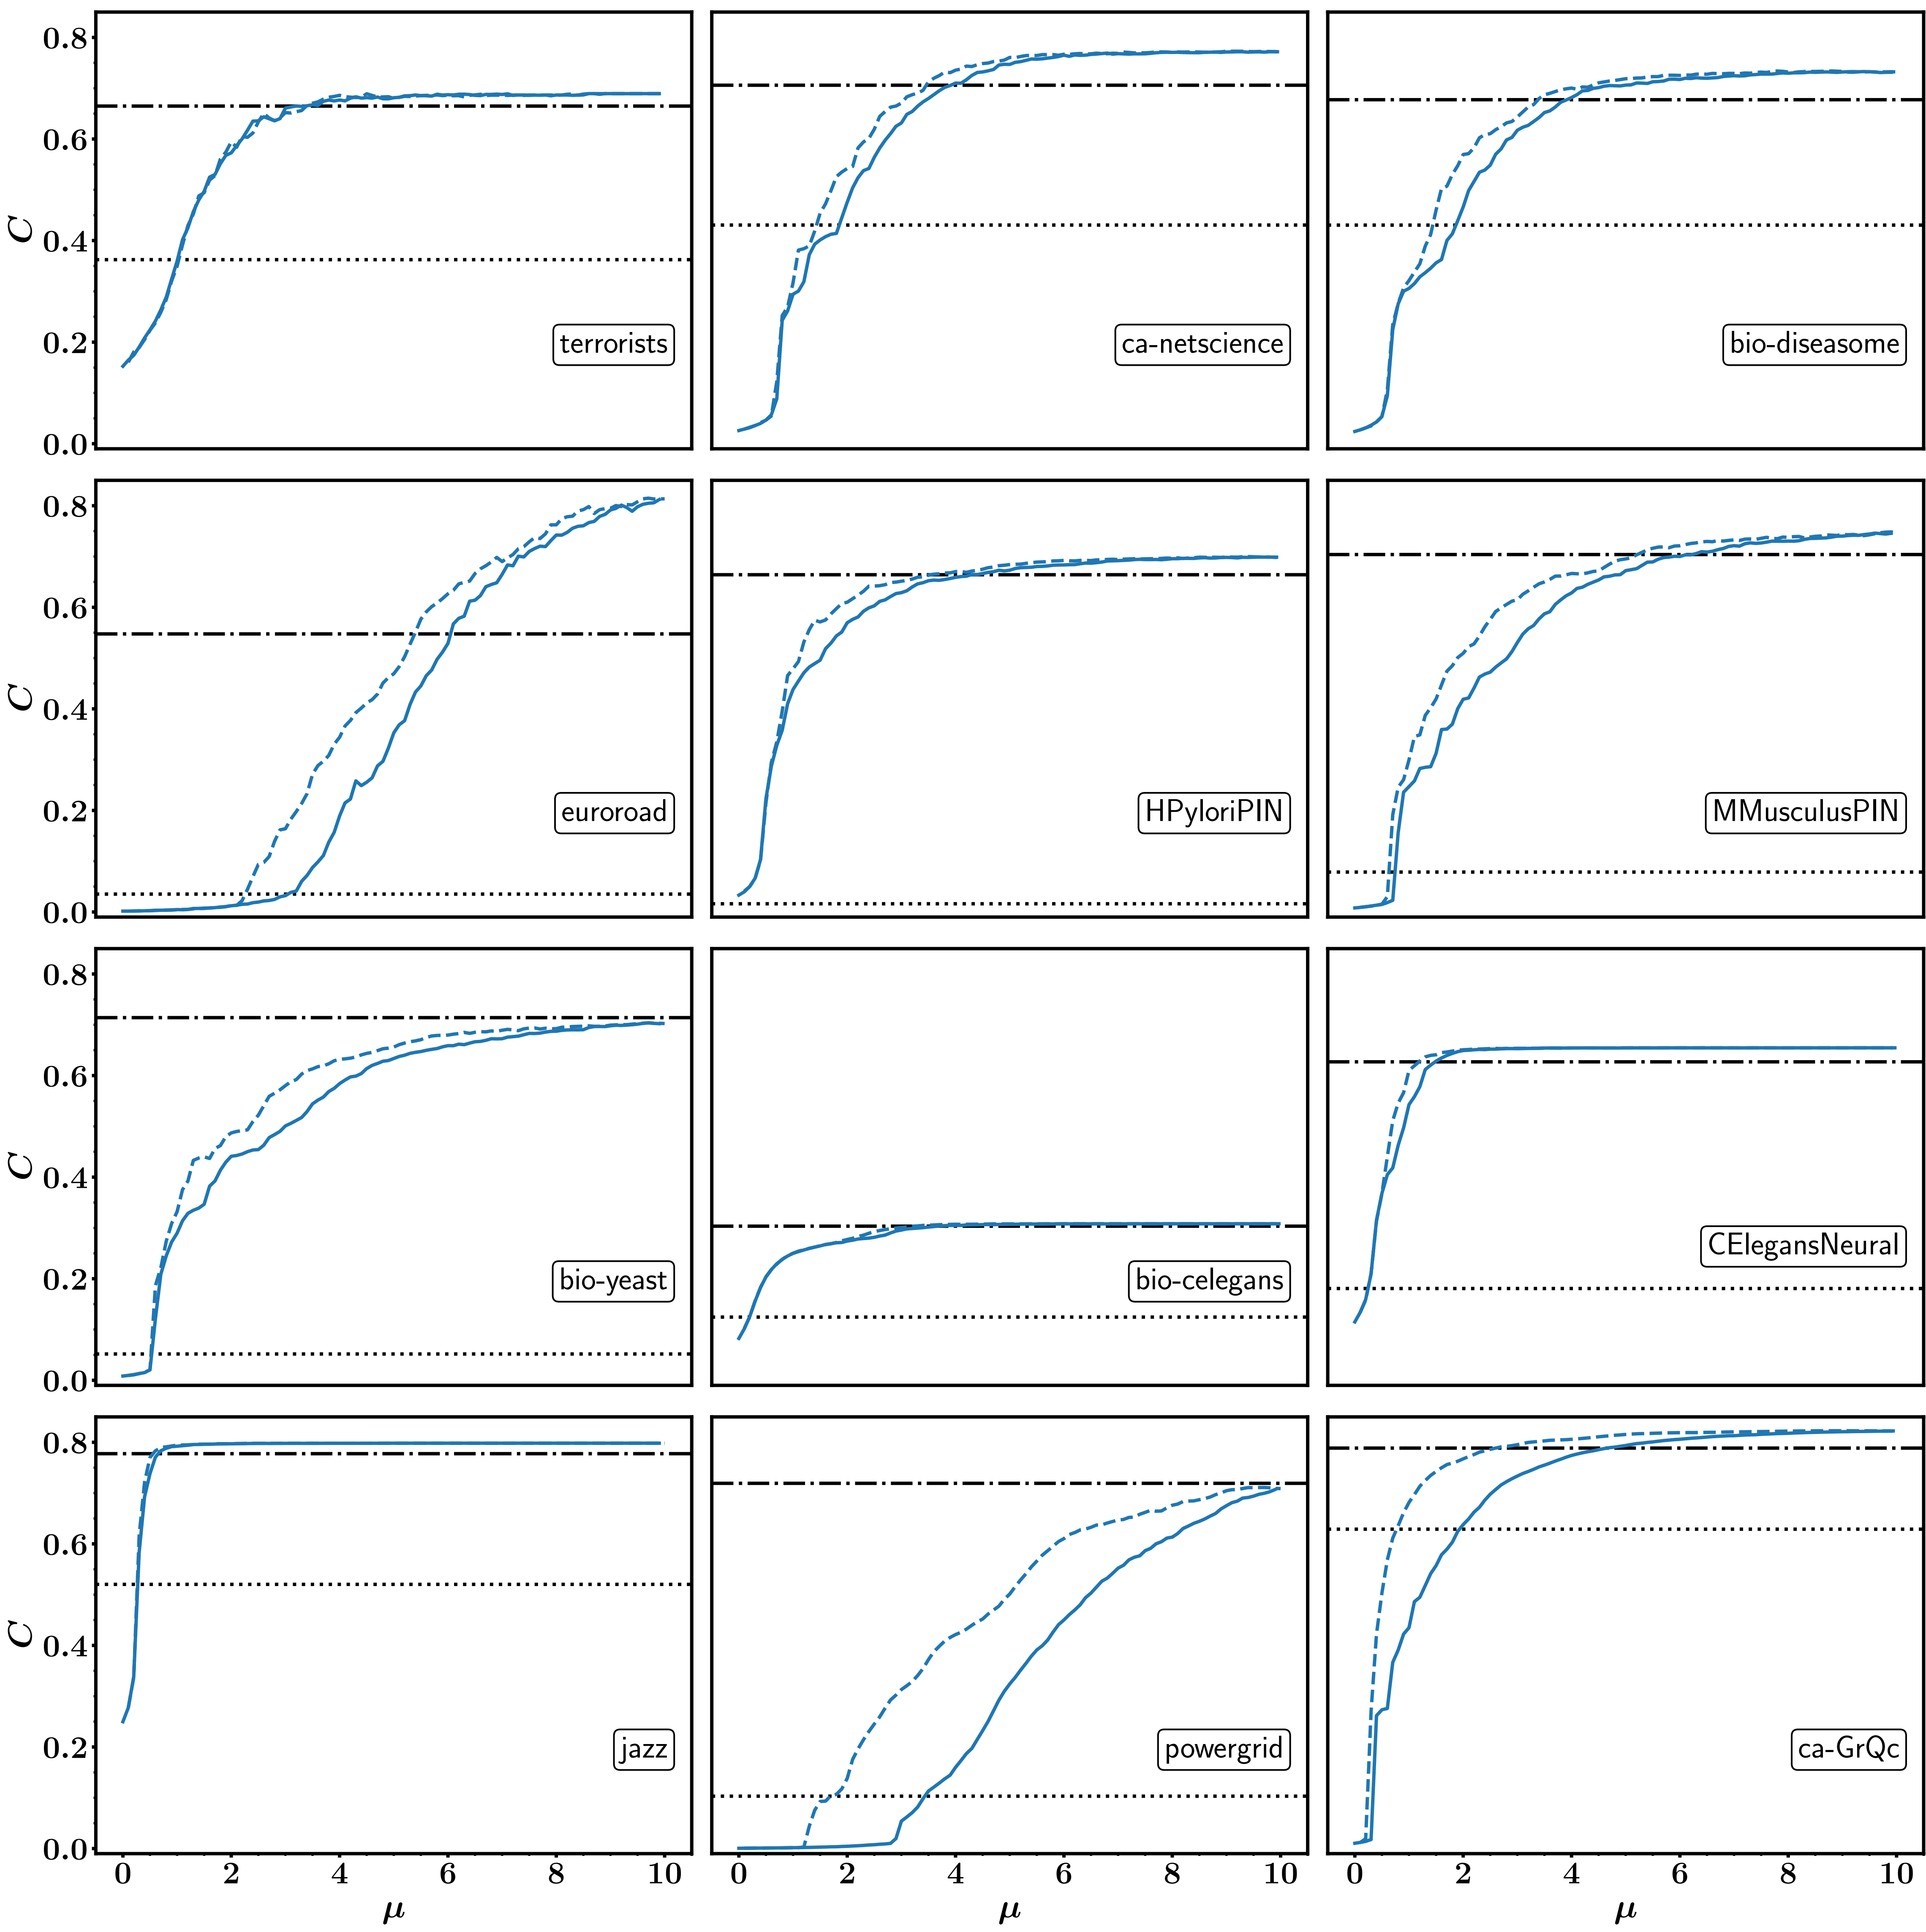 0.8
0.6
C
0.4
0.2
0.0
terrorists
ca-netscience
bio-diseasome
0.8
0.6
C
0.4
0.2
0.0
euroroad
HPyloriPIN
MMusculusPIN
0.8
0.6
C
0.4
0.2
0.0
bio-yeast
bio-celegans
CElegansNeural
0.8
0.6
C
0.4
0.2
0.0
jazz
powergrid
ca-GrQc
0 2 4 6 8 10 0 2 4 6 8 10 0 2 4 6 8 10
μ μ μ